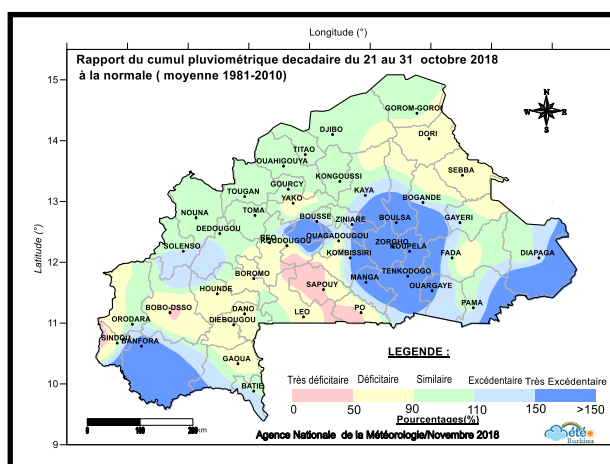 Longitude (°)
Rapport du cumul pluviométrique decadaire du 21 au 31 octobre 2018
à la normale ( moyenne 1981-2010)
15
14
13
12
11
10
9
Latitude (°)
N
W E
S
GOROM-GOROM
DJIBO
DORI
TITAO
OUAHIGOUYA
SEBBA
KONGOUSSI
GOURCY
TOUGAN
YAKO
KAYA
BOGANDE
NOUNA
TOMA
BOUSSE
ZINIARE
BOULSA
GAYERI
DEDOUGOU
REO
KOUDOUGOU
OUAGADOUGOU
ZORGHO
SOLENSO
KOMBISSIRI
KOUPELA
FADA
DIAPAGA
BOROMO
MANGA
TENKODOGO
HOUNDE
SAPOUY
OUARGAYE
BOBO-DSSO
DANO
LEO
PO
PAMA
ORODARA
DIEBOUGOU
SINDOU
BANFORA
GAOUA
BATIE
LEGENDE :
Très déficitaire Déficitaire Similaire Excédentaire Très Excédentaire
0 50 90 110 150 >150
Pourcentages(%)
0 100 200 km
Agence Nationale de la Météorologie/Novembre 2018
été
Burkina